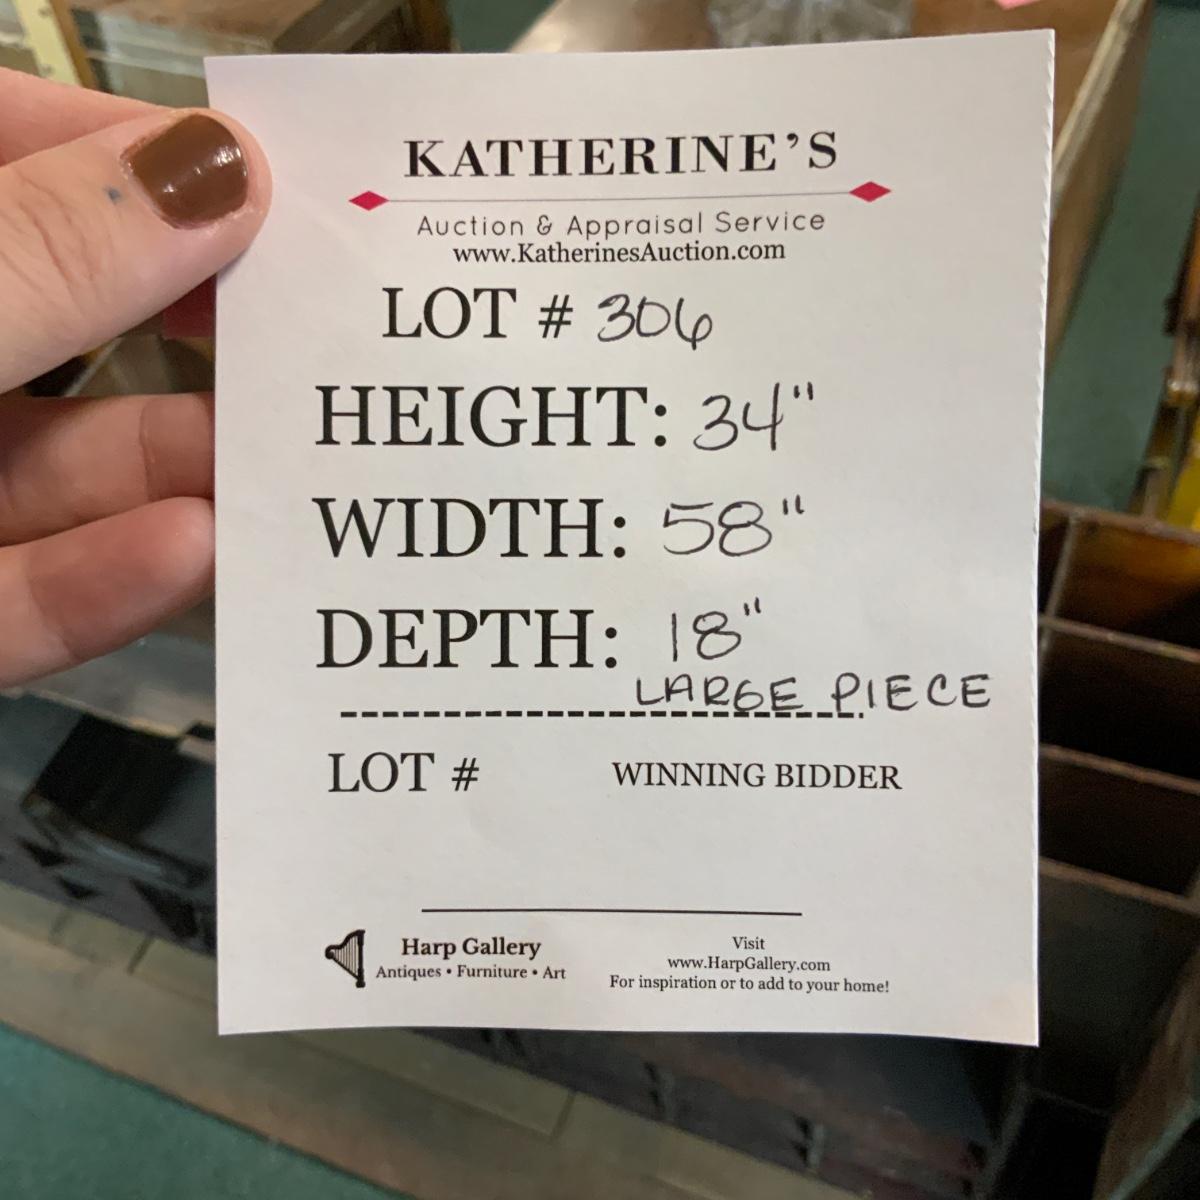 KATHERINE'S
Auction & Appraisal Service
www.KatherinesAuction.com
LOT # 306
HEIGHT: 34"
WIDTH: 58"
DEPTH: 18"
LARGE PIECE
LOT # WINNING BIDDER
Harp Gallery
Antiques • Furniture • Art
Visit
www.HarpGallery.com
For inspiration or to add to your home!